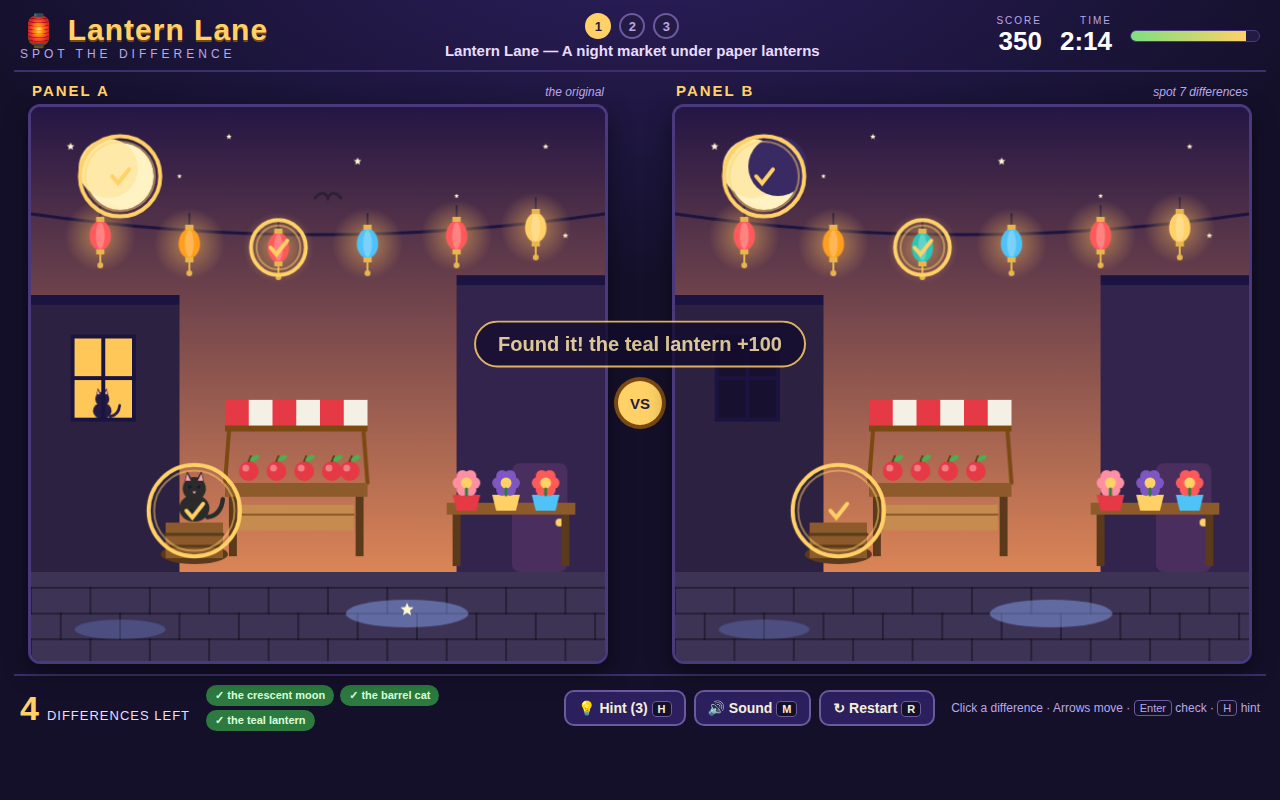 Lantern Lane
SPOT THE DIFFERENCE
1 2 3
Lantern Lane — A night market under paper lanterns
SCORE
350
TIME
2:14
PANEL A
the original
PANEL B
spot 7 differences
Found it! the teal lantern +100
VS
4 DIFFERENCES LEFT
✓ the crescent moon
✓ the barrel cat
✓ the teal lantern
💡 Hint (3) H
🔊 Sound M
↻ Restart R
Click a difference · Arrows move · Enter check · H hint